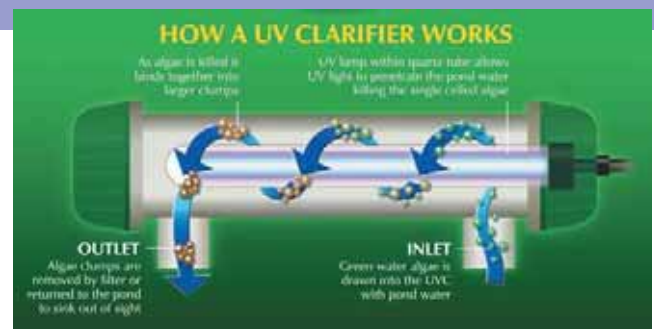 HOW A UV CLARIFIER WORKS
As algae is killed it
binds together into
larger clumps
UV lamp within quartz tube allows
UV light to penetrate the pond water
killing the single celled algae
OUTLET
Algae clumps are
removed by filter or
returned to the pond
to sink out of sight
INLET
Green water algae is
drawn into the UVC
with pond water